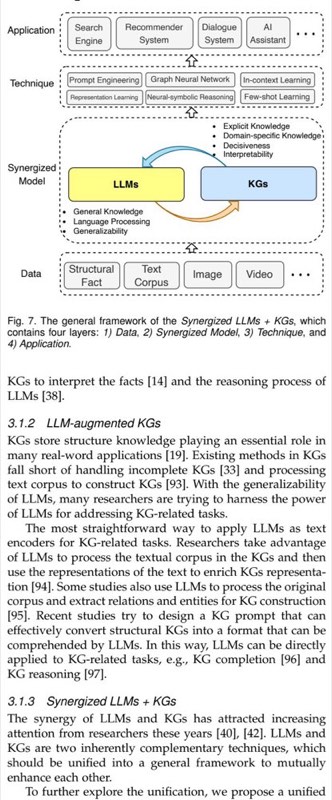 Application
Search
Engine
Recommender
System
Dialogue
System
AI
Assistant
Technique
Prompt Engineering
Graph Neural Network
In-context Learning
Representation Learning
Neural-symbolic Reasoning
Few-shot Learning
• Explicit Knowledge
• Domain-specific Knowledge
• Decisiveness
• Interpretability
Synergized
Model
LLMs
KGs
• General Knowledge
• Language Processing
• Generalizability
Data
Structural
Fact
Text
Corpus
Image
Video
Fig. 7. The general framework of the Synergized LLMs + KGs, which
contains four layers: 1) Data, 2) Synergized Model, 3) Technique, and
4) Application.
KGs to interpret the facts [14] and the reasoning process of
LLMs [38].
3.1.2 LLM-augmented KGs
KGs store structure knowledge playing an essential role in
many real-word applications [19]. Existing methods in KGs
fall short of handling incomplete KGs [33] and processing
text corpus to construct KGs [93]. With the generalizability
of LLMs, many researchers are trying to harness the power
of LLMs for addressing KG-related tasks.
The most straightforward way to apply LLMs as text
encoders for KG-related tasks. Researchers take advantage
of LLMs to process the textual corpus in the KGs and then
use the representations of the text to enrich KGs representa-
tion [94]. Some studies also use LLMs to process the original
corpus and extract relations and entities for KG construction
[95]. Recent studies try to design a KG prompt that can
effectively convert structural KGs into a format that can be
comprehended by LLMs. In this way, LLMs can be directly
applied to KG-related tasks, e.g., KG completion [96] and
KG reasoning [97].
3.1.3 Synergized LLMs + KGs
The synergy of LLMs and KGs has attracted increasing
attention from researchers these years [40], [42]. LLMs and
KGs are two inherently complementary techniques, which
should be unified into a general framework to mutually
enhance each other.
To further explore the unification, we propose a unified